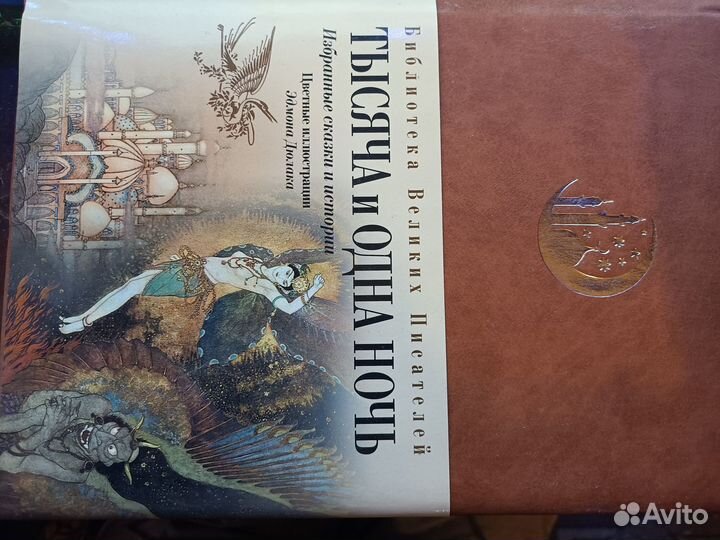 Библиотека Великих Писателей
ТЫСЯЧА и ОДНА НОЧЬ
Избранные сказки и истории
Цветные иллюстрации
Эдмона Дюлака
Avito